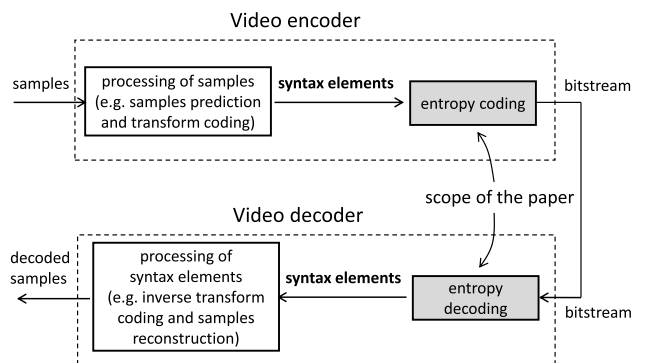 Video encoder
samples
processing of samples
(e.g. samples prediction
and transform coding)
syntax elements
entropy coding
bitstream
scope of the paper
Video decoder
decoded
samples
processing of
syntax elements
(e.g. inverse transform
coding and samples
reconstruction)
syntax elements
entropy
decoding
bitstream